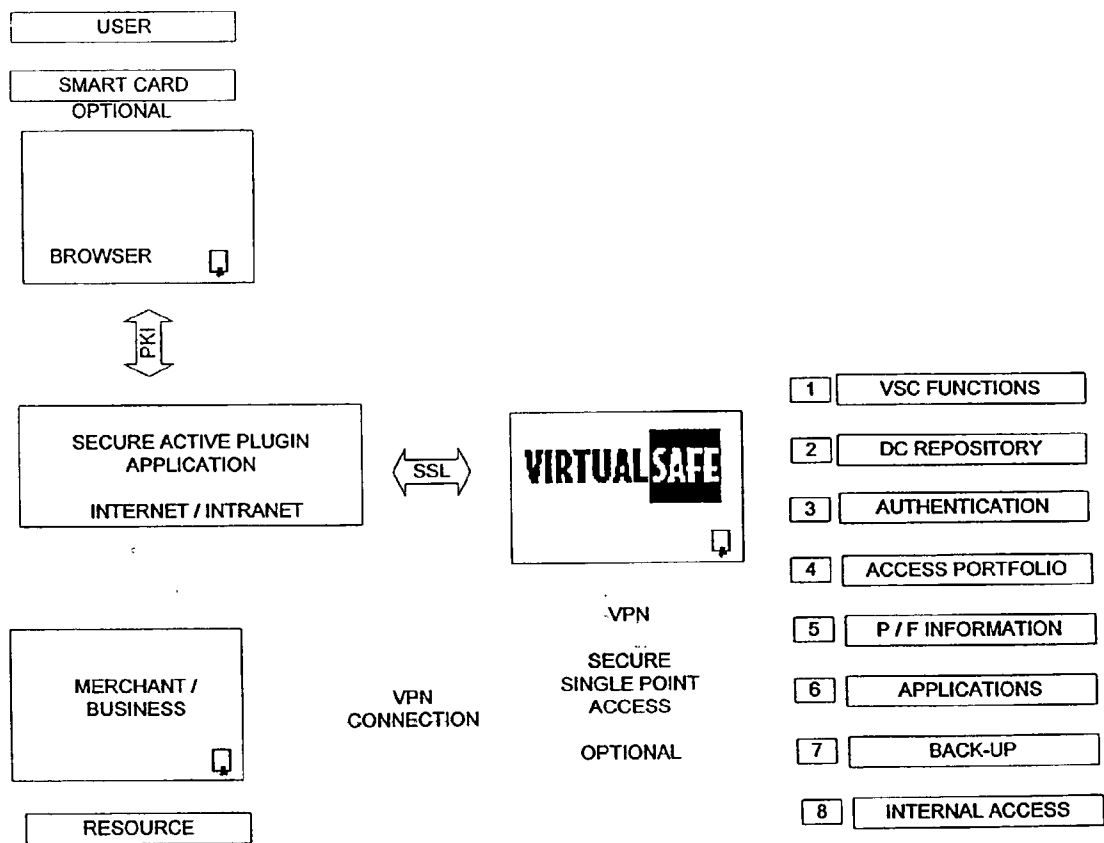 USER
SMART CARD
OPTIONAL
BROWSER
PKI
SECURE ACTIVE PLUGIN
APPLICATION
INTERNET / INTRANET
SSL
VIRTUALSAFE
MERCHANT /
BUSINESS
VPN
CONNECTION
VPN
SECURE
SINGLE POINT
ACCESS
OPTIONAL
RESOURCE
1 VSC FUNCTIONS
2 DC REPOSITORY
3 AUTHENTICATION
4 ACCESS PORTFOLIO
5 P / F INFORMATION
6 APPLICATIONS
7 BACK-UP
8 INTERNAL ACCESS